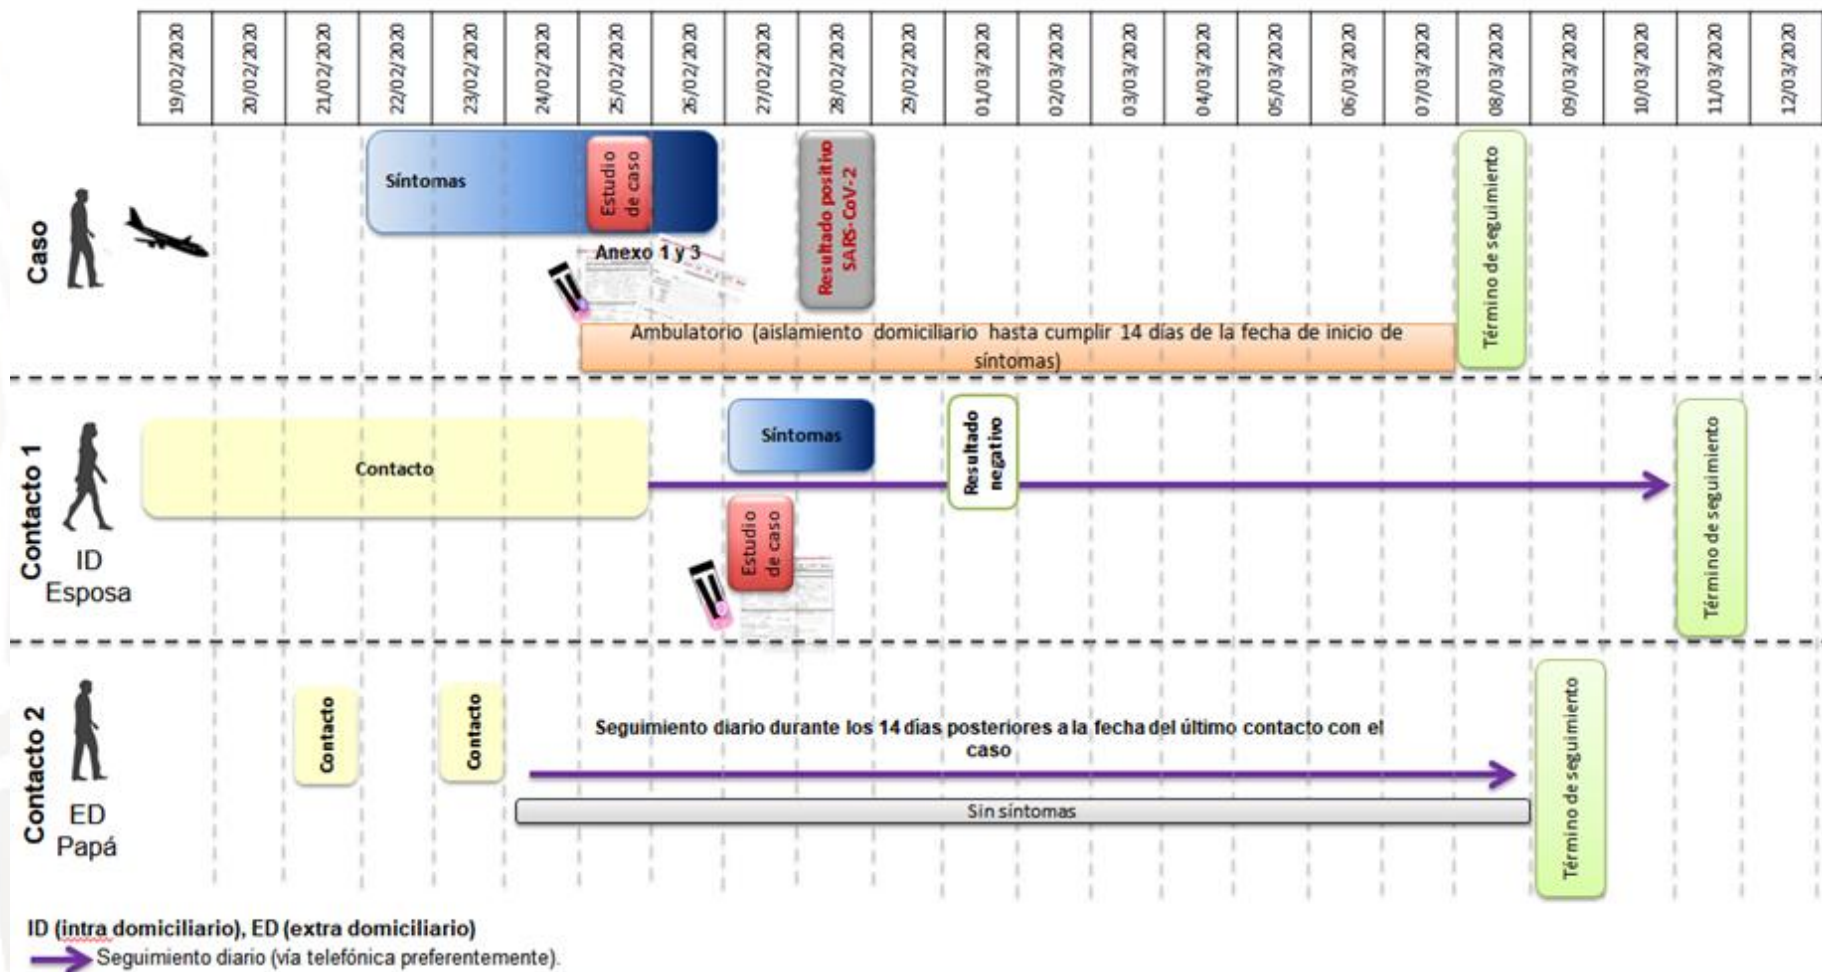 19/02/2020
20/02/2020
21/02/2020
22/02/2020
23/02/2020
24/02/2020
25/02/2020
26/02/2020
27/02/2020
28/02/2020
29/02/2020
01/03/2020
02/03/2020
03/03/2020
04/03/2020
05/03/2020
06/03/2020
07/03/2020
08/03/2020
09/03/2020
10/03/2020
11/03/2020
12/03/2020
Caso
Síntomas
Estudio
de caso
Anexo 1 y 3
Resultado positivo
SARS-CoV-2
Ambulatorio (aislamiento domiciliario hasta cumplir 14 días de la fecha de inicio de
síntomas)
Término de seguimiento
Contacto 1
ID
Esposa
Contacto
Síntomas
Estudio
de caso
Resultado
negativo
Término de seguimiento
Contacto 2
ED
Papá
Contacto
Contacto
Seguimiento diario durante los 14 días posteriores a la fecha del último contacto con el
caso
Sin síntomas
Término de seguimiento
ID (intra domiciliario), ED (extra domiciliario)
Seguimiento diario (vía telefónica preferentemente).